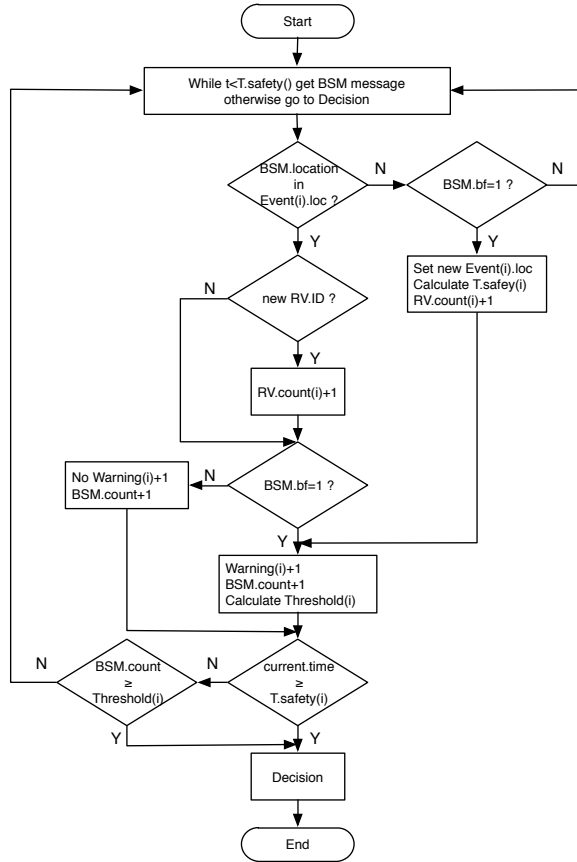 Start
While t<T.safety() get BSM message
otherwise go to Decision
BSM.location
in
Event(i).loc ?
N
BSM.bf=1 ?
N
Y
Y
Set new Event(i).loc
Calculate T.safey(i)
RV.count(i)+1
N
new RV.ID ?
Y
RV.count(i)+1
No Warning(i)+1
BSM.count+1
N
BSM.bf=1 ?
Y
Warning(i)+1
BSM.count+1
Calculate Threshold(i)
N
BSM.count
≥
Threshold(i)
N
current.time
≥
T.safety(i)
Y
Y
Decision
End